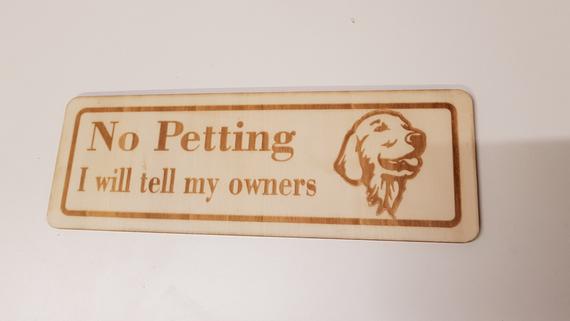 No Petting
I will tell my owners